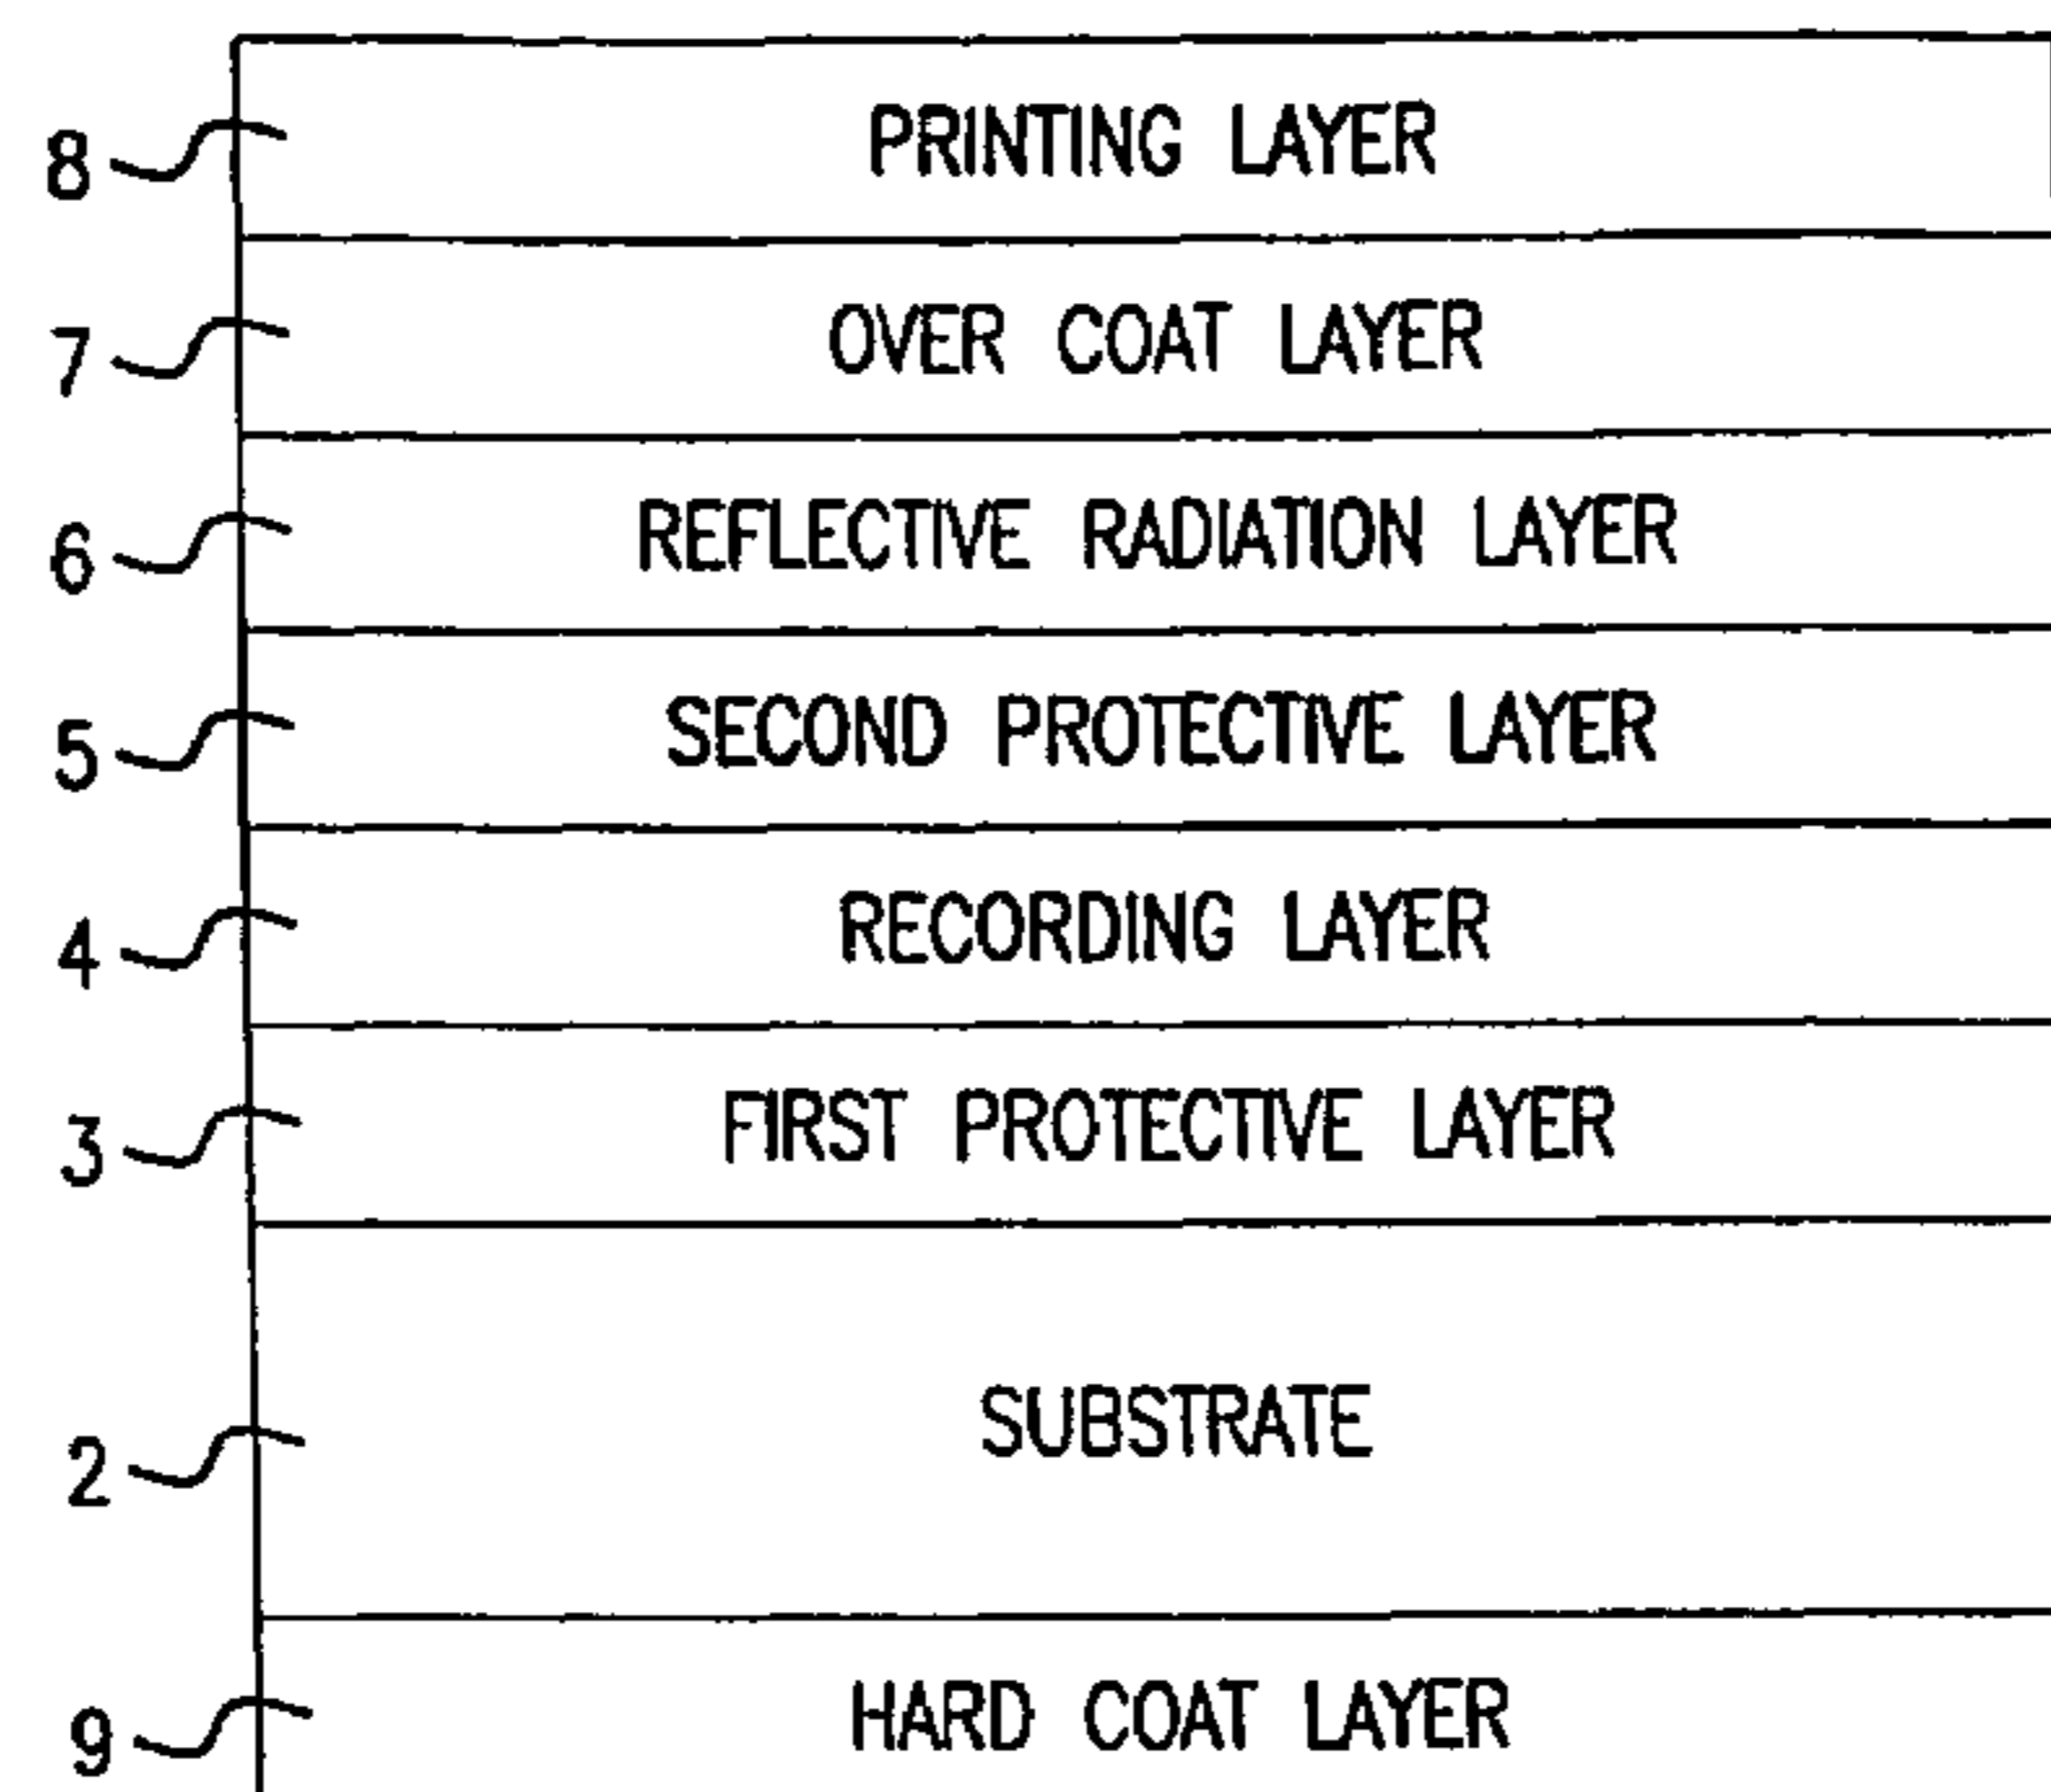 8 PRINTING LAYER
7 OVER COAT LAYER
6 REFLECTIVE RADIATION LAYER
5 SECOND PROTECTIVE LAYER
4 RECORDING LAYER
3 FIRST PROTECTIVE LAYER
2 SUBSTRATE
9 HARD COAT LAYER